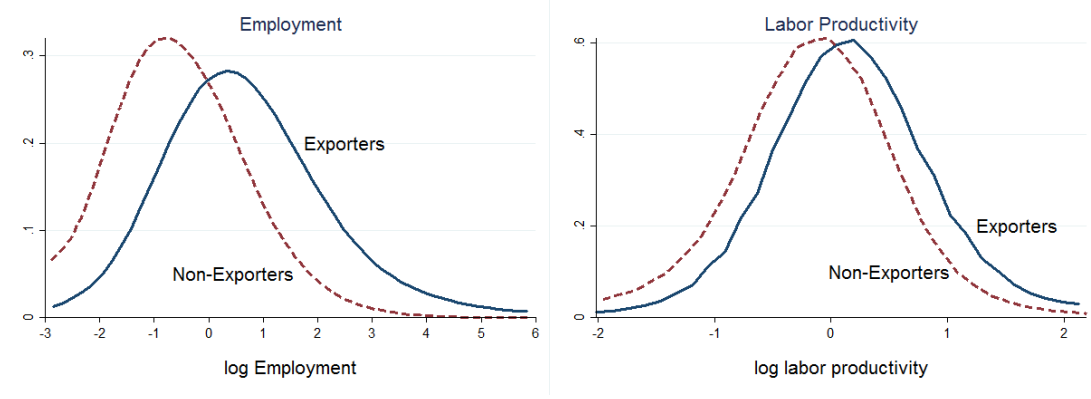 Employment
.3
.2
.1
0
-3 -2 -1 0 1 2 3 4 5 6
log Employment
Exporters
Non-Exporters
Labor Productivity
.6
.4
.2
0
-2 -1 0 1 2
log labor productivity
Exporters
Non-Exporters